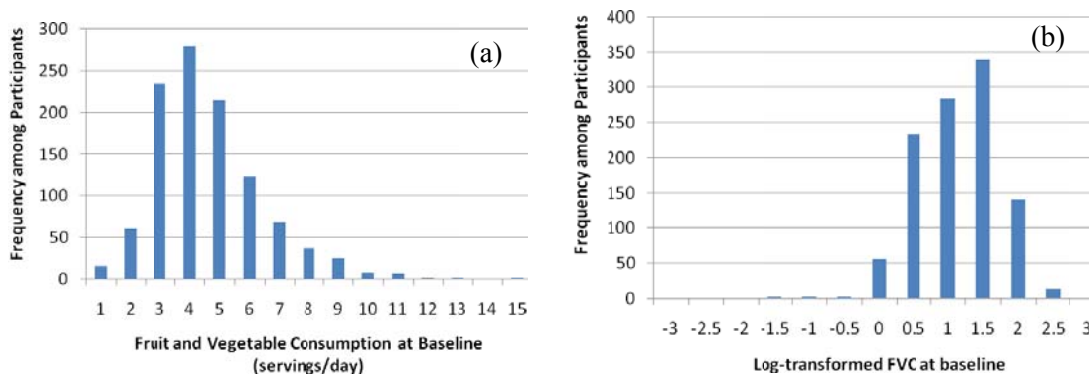 300
250
200
150
100
50
0
Frequency among Participants
(a)
1 2 3 4 5 6 7 8 9 10 11 12 13 14 15
Fruit and Vegetable Consumption at Baseline
(servings/day)
400
350
300
250
200
150
100
50
0
Frequency among Participants
(b)
-3 -2.5 -2 -1.5 -1 -0.5 0 0.5 1 1.5 2 2.5 3
Log-transformed FVC at baseline